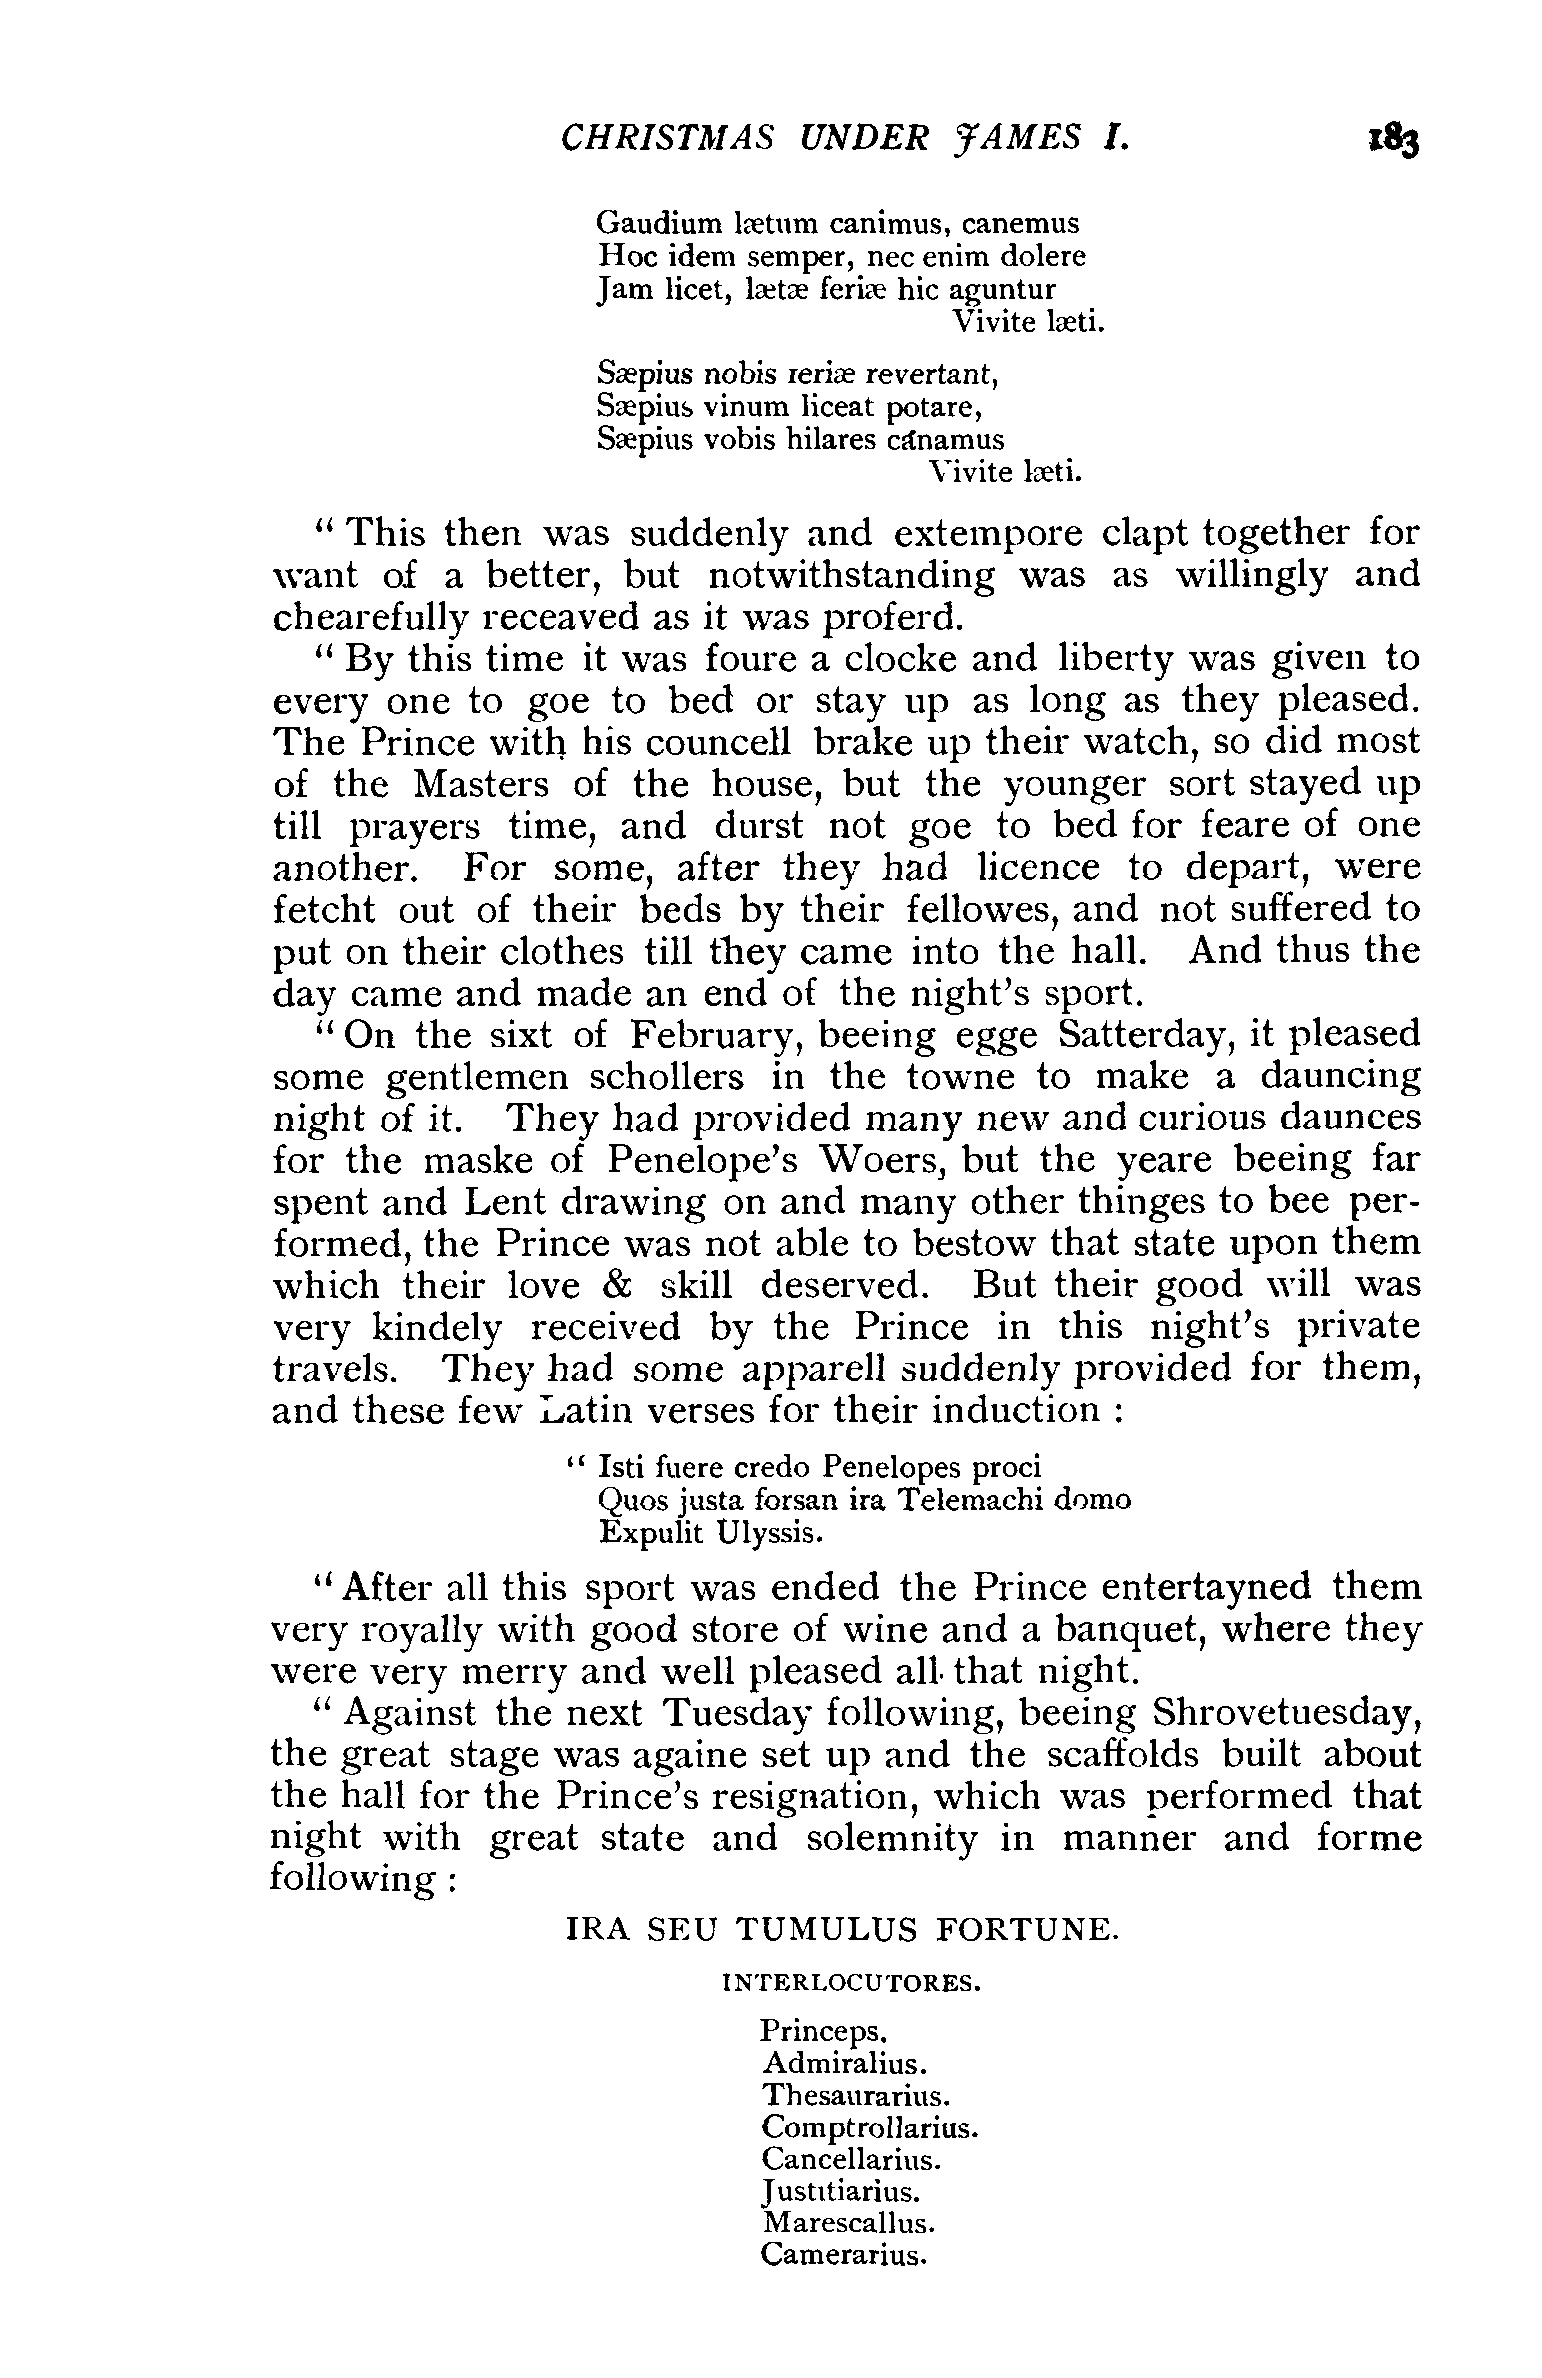 CHRISTMAS UNDER JAMES I. 183
Gaudium lætum canimus, canemus
Hoc idem semper, nec enim dolere
Jam licet, lætæ feriæ hic aguntur
Vivite læti.
Sæpius nobis feriæ revertant,
Sæpius vinum liceat potare,
Sæpius vobis hilares canamus
Vivite læti.
“ This then was suddenly and extempore clapt together for
want of a better, but notwithstanding was as willingly and
chearefully receaved as it was proferd.
“ By this time it was foure a clocke and liberty was given to
every one to goe to bed or stay up as long as they pleased.
The Prince with his councell brake up their watch, so did most
of the Masters of the house, but the younger sort stayed up
till prayers time, and durst not goe to bed for feare of one
another. For some, after they had licence to depart, were
fetcht out of their beds by their fellowes, and not suffered to
put on their clothes till they came into the hall. And thus the
day came and made an end of the night’s sport.
“ On the sixt of February, beeing egge Satterday, it pleased
some gentlemen schollers in the towne to make a dauncing
night of it. They had provided many new and curious daunces
for the maske of Penelope’s Woers, but the yeare beeing far
spent and Lent drawing on and many other thinges to bee per-
formed, the Prince was not able to bestow that state upon them
which their love & skill deserved. But their good will was
very kindely received by the Prince in this night’s private
travels. They had some apparell suddenly provided for them,
and these few Latin verses for their induction :
“ Isti fuere credo Penelopes proci
Quos justa forsan ira Telemachi domo
Expulit Ulyssis.
“ After all this sport was ended the Prince entertayned them
very royally with good store of wine and a banquet, where they
were very merry and well pleased all that night.
“ Against the next Tuesday following, beeing Shrovetuesday,
the great stage was againe set up and the scaffolds built about
the hall for the Prince’s resignation, which was performed that
night with great state and solemnity in manner and forme
following :
IRA SEU TUMULUS FORTUNE.
INTERLOCUTORES.
Princeps.
Admiralius.
Thesaurarius.
Comptrollarius.
Cancellarius.
Justitiarius.
Marescallus.
Camerarius.